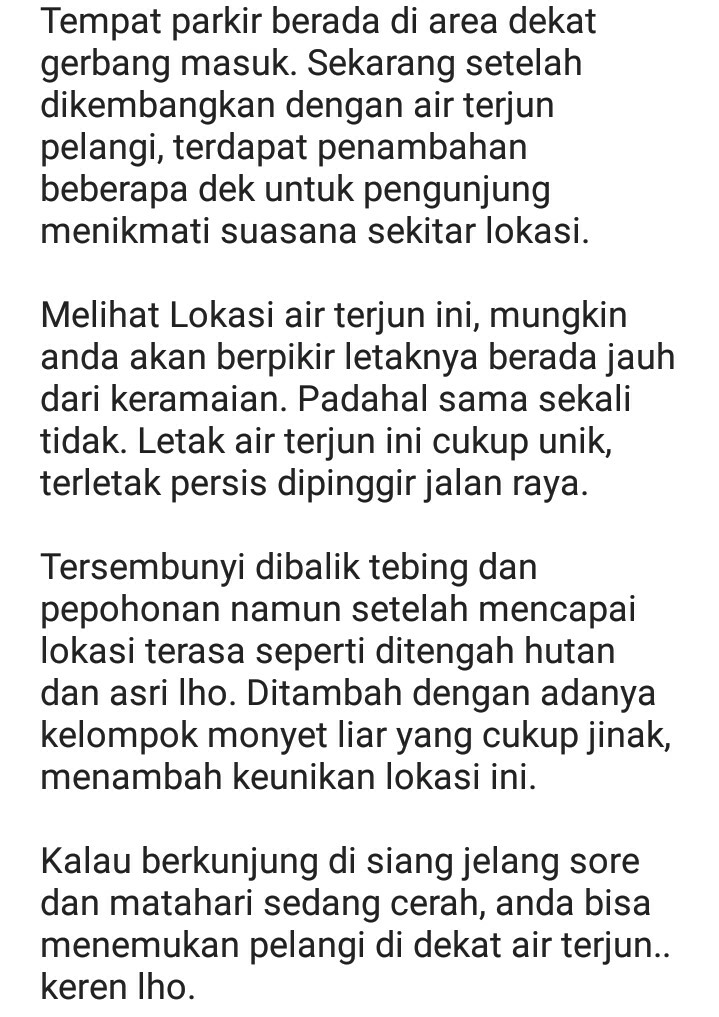 Tempat parkir berada di area dekat
gerbang masuk. Sekarang setelah
dikembangkan dengan air terjun
pelangi, terdapat penambahan
beberapa dek untuk pengunjung
menikmati suasana sekitar lokasi.
Melihat Lokasi air terjun ini, mungkin
anda akan berpikir letaknya berada jauh
dari keramaian. Padahal sama sekali
tidak. Letak air terjun ini cukup unik,
terletak persis dipinggir jalan raya.
Tersembunyi dibalik tebing dan
pepohonan namun setelah mencapai
lokasi terasa seperti ditengah hutan
dan asri lho. Ditambah dengan adanya
kelompok monyet liar yang cukup jinak,
menambah keunikan lokasi ini.
Kalau berkunjung di siang jelang sore
dan matahari sedang cerah, anda bisa
menemukan pelangi di dekat air terjun..
keren lho.